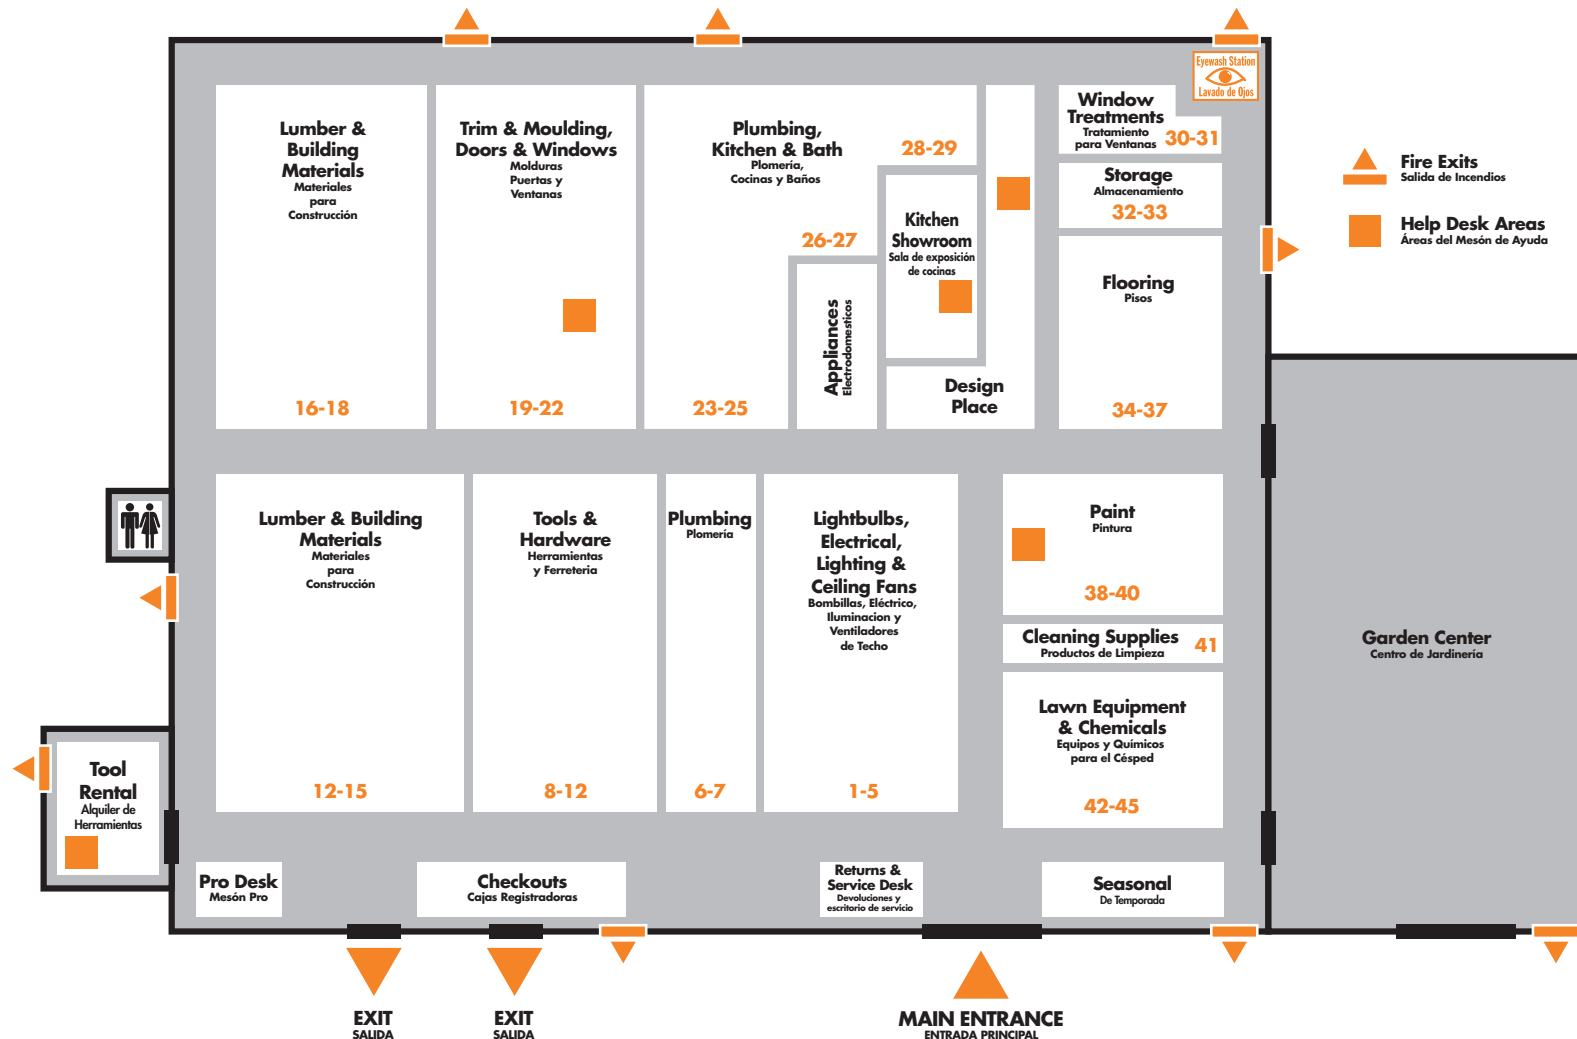 Eyewash Station
Lavado de Ojos
Lumber &
Building
Materials
Materiales
para
Construcción
16-18
Trim & Moulding,
Doors & Windows
Molduras
Puertas y
Ventanas
19-22
Plumbing,
Kitchen & Bath
Plomería,
Cocinas y Baños
28-29
26-27
23-25
Kitchen
Showroom
Sala de exposición
de cocinas
Appliances
Electrodomesticos
Design
Place
Window
Treatments
Tratamiento
para Ventanas
30-31
Storage
Almacenamiento
32-33
Flooring
Pisos
34-37
Fire Exits
Salida de Incendios
Help Desk Areas
Áreas del Mesón de Ayuda
Lumber & Building
Materials
Materiales
para
Construcción
12-15
Tools &
Hardware
Herramientas
y Ferreteria
8-12
Plumbing
Plomería
6-7
Lightbulbs,
Electrical,
Lighting &
Ceiling Fans
Bombillas, Eléctrico,
Iluminacion y
Ventiladores
de Techo
1-5
Paint
Pintura
38-40
Cleaning Supplies
Productos de Limpieza
41
Lawn Equipment
& Chemicals
Equipos y Químicos
para el Césped
42-45
Garden Center
Centro de Jardinería
Tool
Rental
Alquiler de
Herramientas
Pro Desk
Mesón Pro
Checkouts
Cajas Registradoras
Returns &
Service Desk
Devoluciones y
escritorio de servicio
Seasonal
De Temporada
EXIT
SALIDA
EXIT
SALIDA
MAIN ENTRANCE
ENTRADA PRINCIPAL